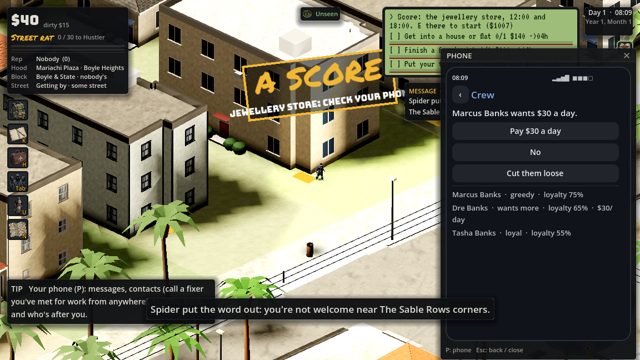 $40 dirty $15
STREET RAT 0 / 30 to Hustler
Rep Nobody (0)
Hood Mariachi Plaza · Boyle Heights
Block Boyle & State · nobody's
Street Getting by · some street
H
Tab
U
Unseen
> Score: the jewellery store, 12:00 and
18:00. E there to start ($1007)
[ ] Get into a house or flat 0/1 $140
[ ] Finish a
[ ] Put your
Day 1 · 08:09
Year 1, Month 1
A SCORE
JEWELLERY STORE: CHECK YOUR PHO
MESSAGE
Spider pu
The Sable
PHONE
08:09
Crew
Marcus Banks wants $30 a day.
Pay $30 a day
No
Cut them loose
Marcus Banks · greedy · loyalty 75%
Dre Banks · wants more · loyalty 65% · $30/
day
Tasha Banks · loyal · loyalty 55%
P: phone Esc: back / close
TIP Your phone (P): messages, contacts (call a fixer
you've met for work from anywhere
and who's after you.
Spider put the word out: you're not welcome near The Sable Rows corners.